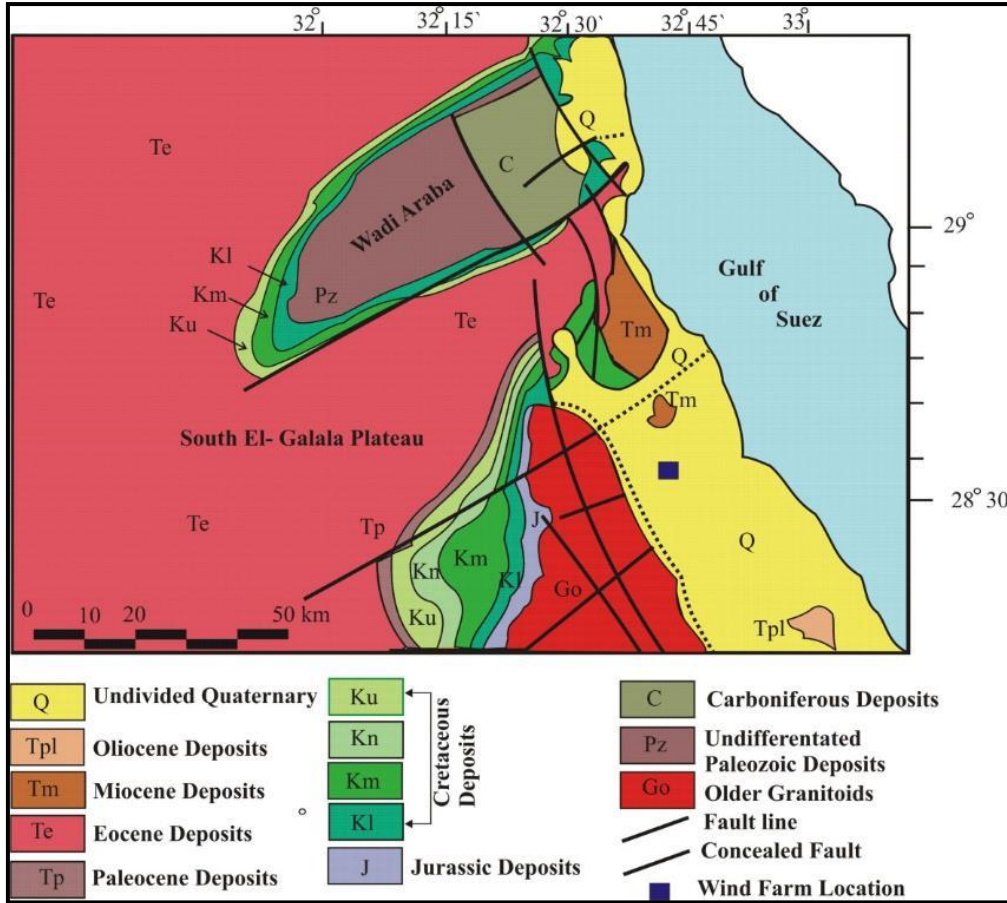 32° 32°15` 32°30` 32°45` 33°
Te
Q
C
Wadi Araba
29°
Kl
Gulf
of
Suez
Te
Km
Pz
Ku
Te
Tm
Q
Tm
South El- Galala Plateau
28°30
Te
Tp
J
Q
Km
Kn
Kl
Go
0 10 20 50 km
Ku
Tpl
Q Undivided Quaternary
Tpl Oliocene Deposits
Tm Miocene Deposits
Te Eocene Deposits
Tp Paleocene Deposits
Ku
Kn
Km
Kl
Cretaceous
Deposits
J Jurassic Deposits
C Carboniferous Deposits
Pz Undifferentated
Paleozoic Deposits
Go Older Granitoids
Fault line
Concealed Fault
Wind Farm Location